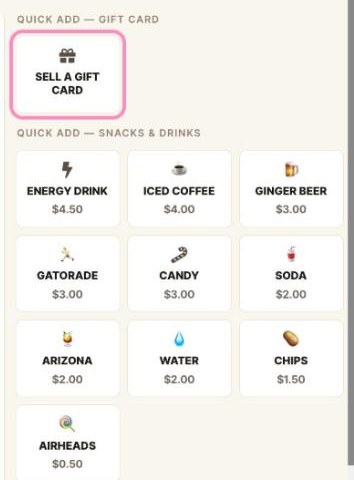 QUICK ADD — GIFT CARD
SELL A GIFT
CARD
QUICK ADD — SNACKS & DRINKS
ENERGY DRINK
$4.50
ICED COFFEE
$4.00
GINGER BEER
$3.00
GATORADE
$3.00
CANDY
$3.00
SODA
$2.00
ARIZONA
$2.00
WATER
$2.00
CHIPS
$1.50
AIRHEADS
$0.50